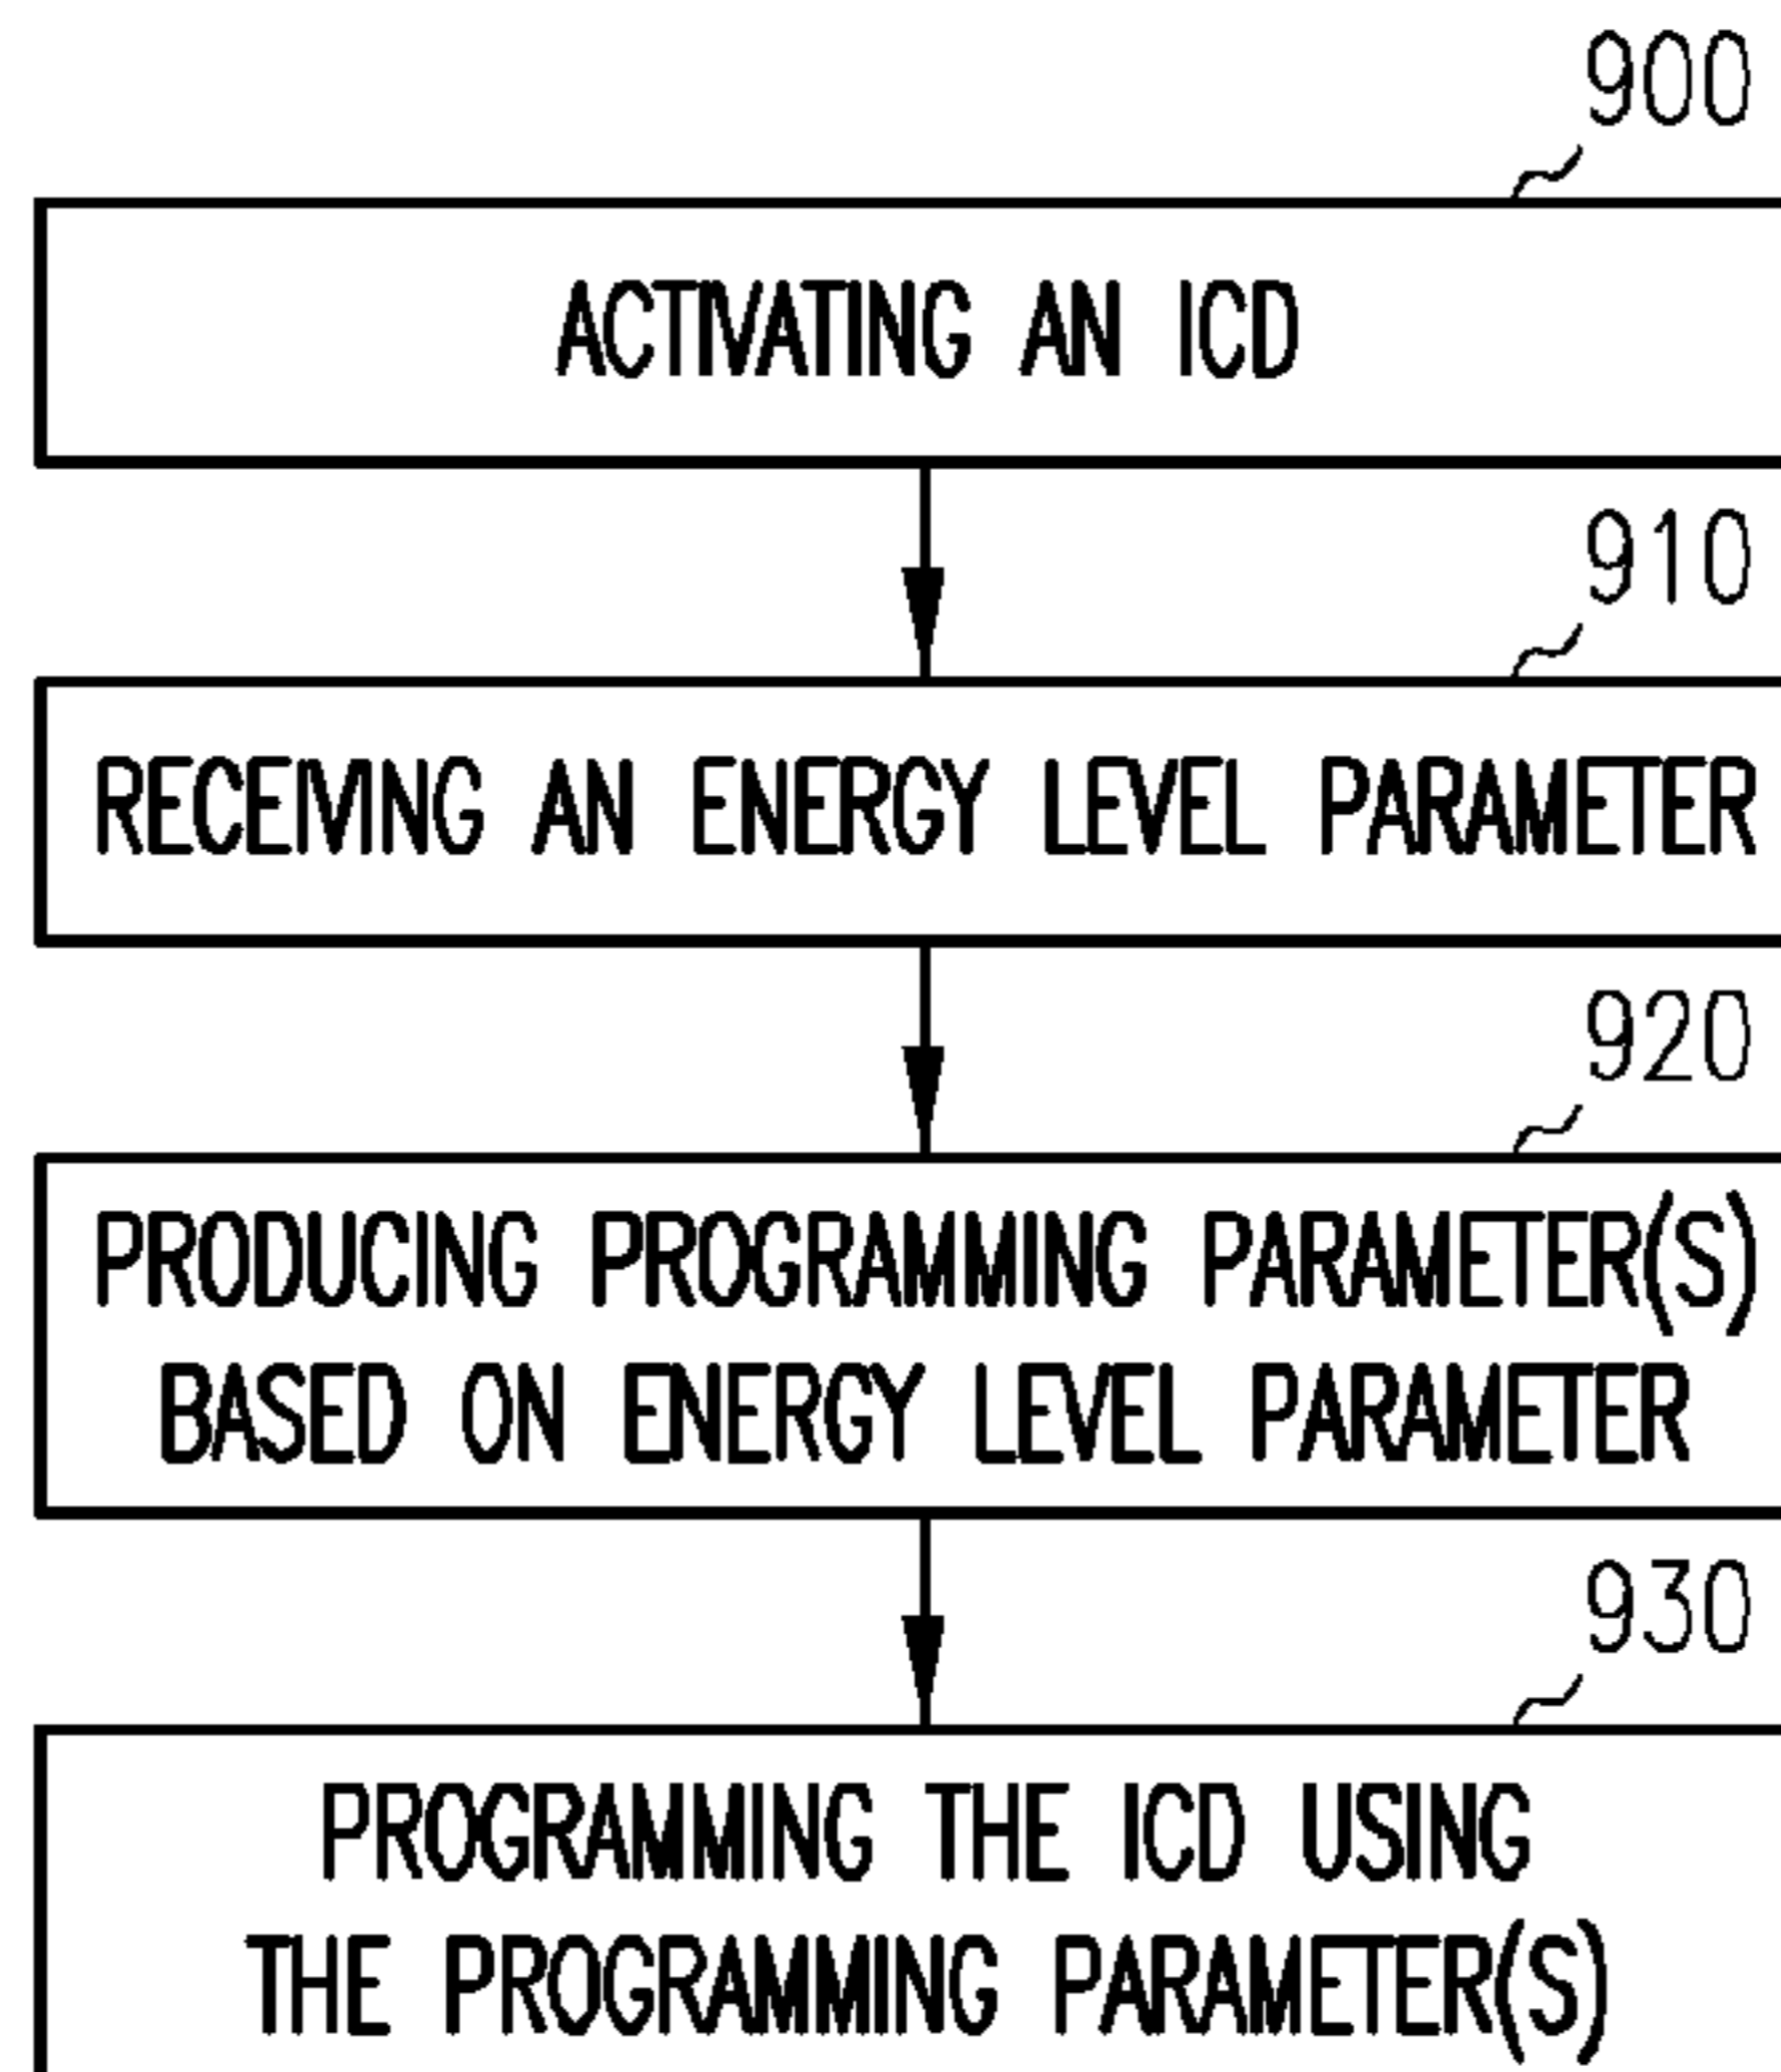 900
ACTIVATING AN ICD
910
RECEIVING AN ENERGY LEVEL PARAMETER
920
PRODUCING PROGRAMMING PARAMETER(S)
BASED ON ENERGY LEVEL PARAMETER
930
PROGRAMMING THE ICD USING
THE PROGRAMMING PARAMETER(S)